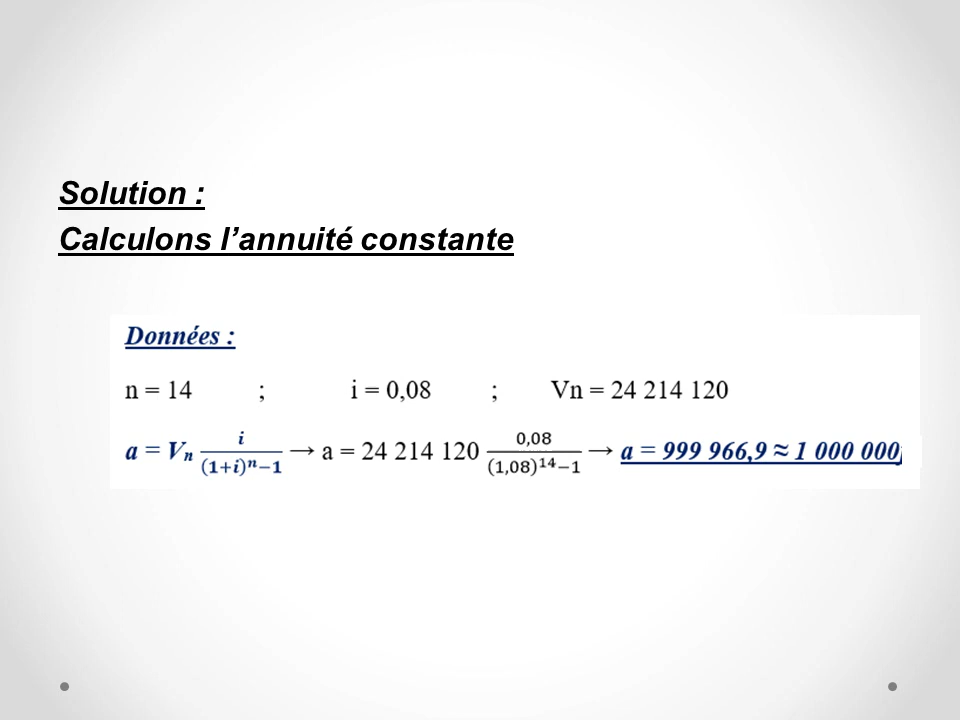 Solution :
Calculons l’annuité constante
Données :
n = 14 ; i = 0,08 ; Vn = 24 214 120
a = Vₙ i/((1+i)ⁿ−1) → a = 24 214 120 0,08/((1,08)¹⁴−1) → a = 999 966,9 ≈ 1 000 000